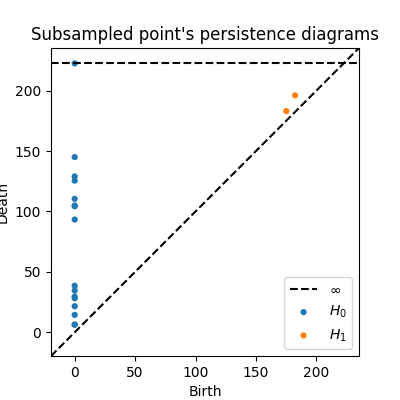 Subsampled point's persistence diagrams
200
150
100
50
0
Death
0 50 100 150 200
Birth
∞
H₀
H₁